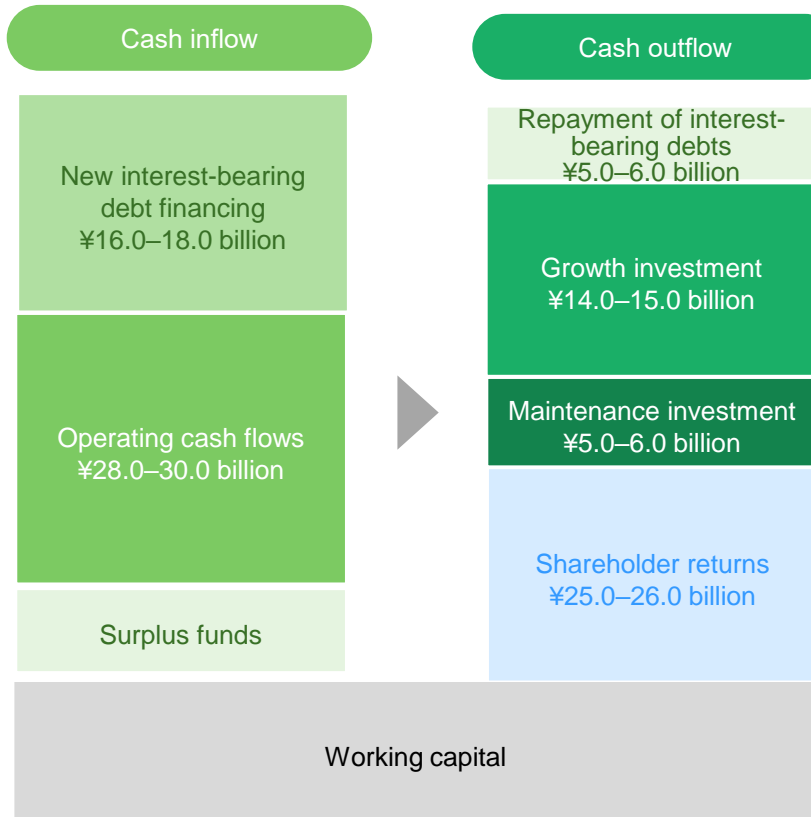 Cash inflow
New interest-bearing
debt financing
¥16.0–18.0 billion
Operating cash flows
¥28.0–30.0 billion
Surplus funds
Cash outflow
Repayment of interest-
bearing debts
¥5.0–6.0 billion
Growth investment
¥14.0–15.0 billion
Maintenance investment
¥5.0–6.0 billion
Shareholder returns
¥25.0–26.0 billion
Working capital